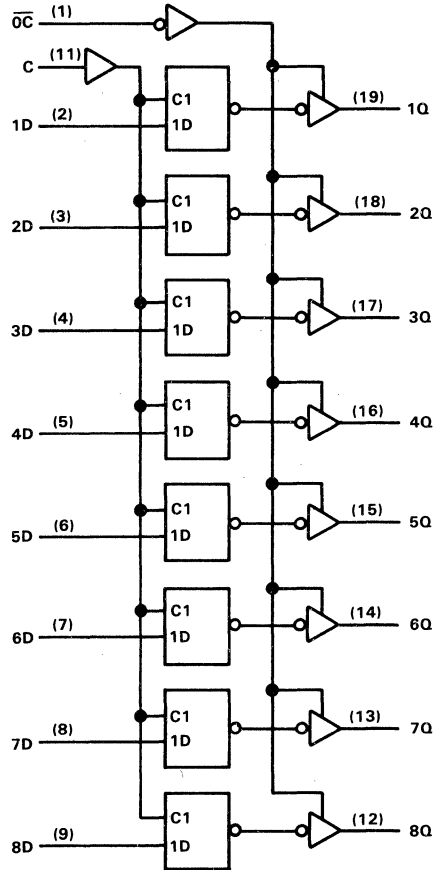 O̅C̅ (1)
C (11)
C1
1D (2) 1D (19) 1Q
C1
2D (3) 1D (18) 2Q
C1
3D (4) 1D (17) 3Q
C1
4D (5) 1D (16) 4Q
C1
5D (6) 1D (15) 5Q
C1
6D (7) 1D (14) 6Q
C1
7D (8) 1D (13) 7Q
C1
8D (9) 1D (12) 8Q